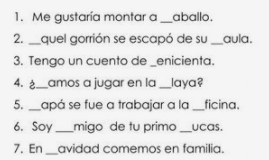 1. Me gustaría montar a __aballo.
2. __quel gorrión se escapó de su __aula.
3. Tengo un cuento de _enicienta.
4. ¿__amos a jugar en la __laya?
5. __apá se fue a trabajar a la __ficina.
6. Soy ___migo de tu primo __ucas.
7. En __avidad comemos en familia.